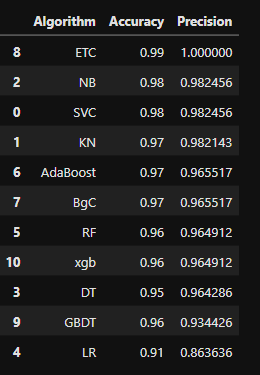 Algorithm Accuracy Precision
8 ETC 0.99 1.000000
2 NB 0.98 0.982456
0 SVC 0.98 0.982456
1 KN 0.97 0.982143
6 AdaBoost 0.97 0.965517
7 BgC 0.97 0.965517
5 RF 0.96 0.964912
10 xgb 0.96 0.964912
3 DT 0.95 0.964286
9 GBDT 0.96 0.934426
4 LR 0.91 0.863636